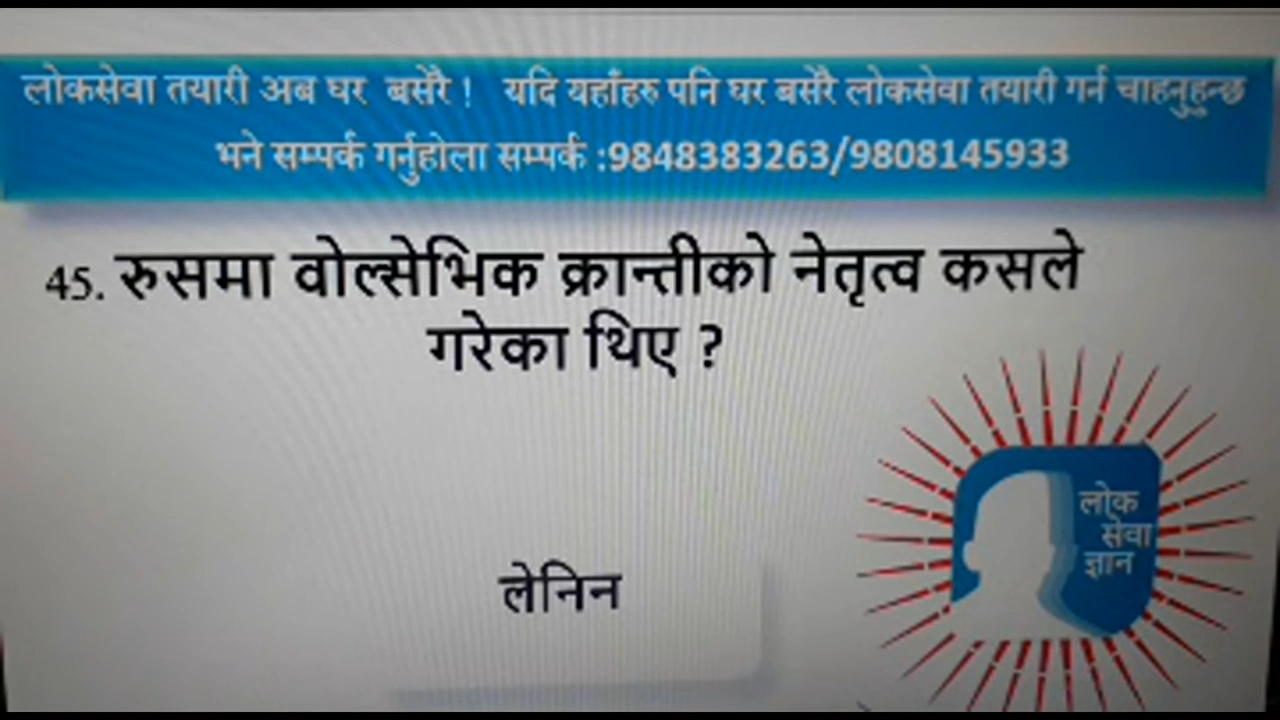 लोकसेवा तयारी अब घर बसेरै ! यदि यहाँहरु पनि घर बसेरै लोकसेवा तयारी गर्न चाहनुहुन्छ
भने सम्पर्क गर्नुहोला सम्पर्क :9848383263/9808145933
45. रुसमा वोल्सेभिक क्रान्तीको नेतृत्व कसले
गरेका थिए ?
लेनिन
लोक
सेवा
ज्ञान